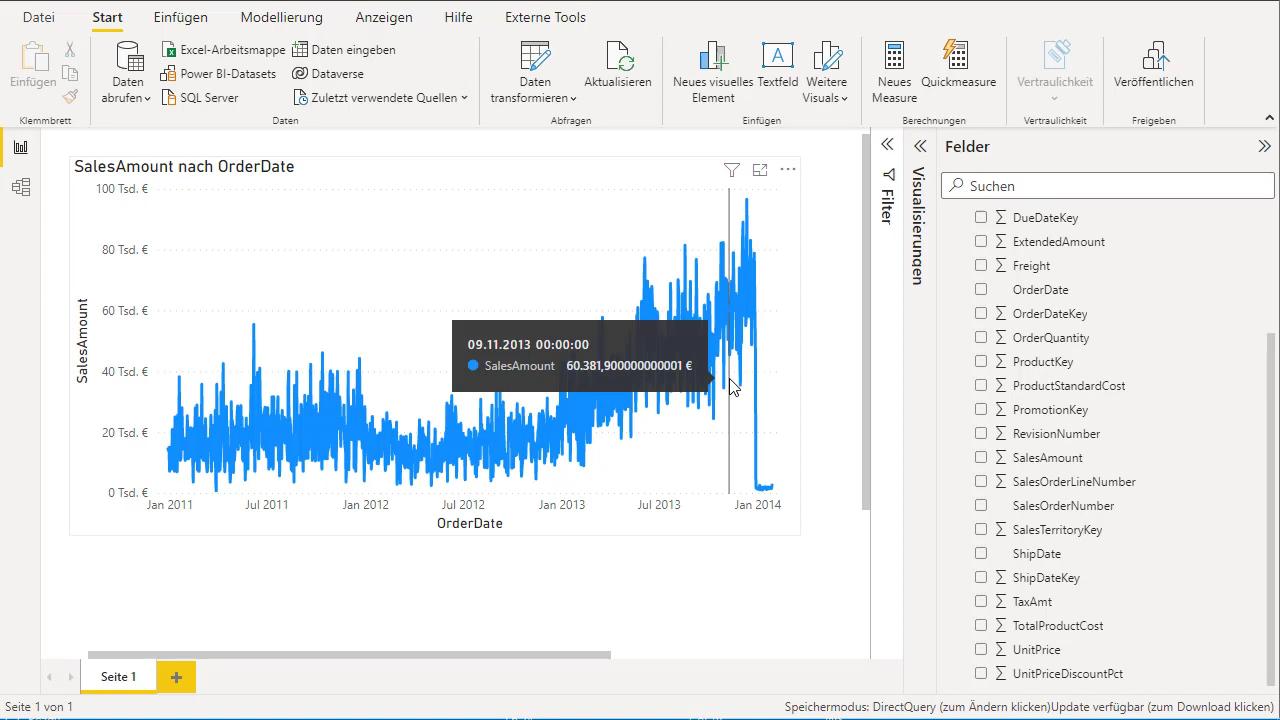 Datei Start Einfügen Modellierung Anzeigen Hilfe Externe Tools
Einfügen
Klemmbrett
Daten abrufen
Excel-Arbeitsmappe
Power BI-Datasets
SQL Server
Daten eingeben
Dataverse
Zuletzt verwendete Quellen
Daten
Daten transformieren
Aktualisieren
Abfragen
Neues visuelles Element
Textfeld
Weitere Visuals
Einfügen
Neues Measure
Quickmeasure
Berechnungen
Vertraulichkeit
Vertraulichkeit
Veröffentlichen
Freigeben
SalesAmount nach OrderDate
100 Tsd. €
80 Tsd. €
60 Tsd. €
40 Tsd. €
20 Tsd. €
0 Tsd. €
SalesAmount
09.11.2013 00:00:00
SalesAmount 60.381,900000000001 €
Jan 2011 Jul 2011 Jan 2012 Jul 2012 Jan 2013 Jul 2013 Jan 2014
OrderDate
Filter
Visualisierungen
Felder
Suchen
DueDateKey
ExtendedAmount
Freight
OrderDate
OrderDateKey
OrderQuantity
ProductKey
ProductStandardCost
PromotionKey
RevisionNumber
SalesAmount
SalesOrderLineNumber
SalesOrderNumber
SalesTerritoryKey
ShipDate
ShipDateKey
TaxAmt
TotalProductCost
UnitPrice
UnitPriceDiscountPct
Seite 1
Seite 1 von 1
Speichermodus: DirectQuery (zum Ändern klicken)Update verfügbar (zum Download klicken)